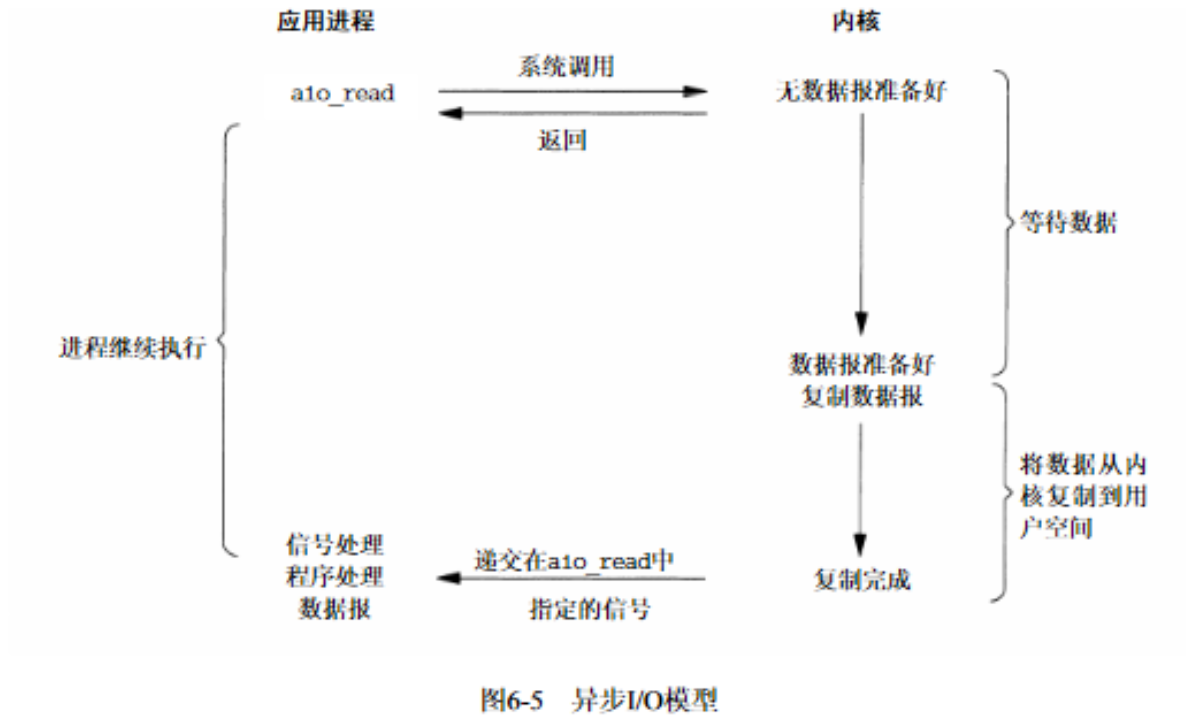 应用进程
内核
系统调用
aio_read
无数据报准备好
返回
等待数据
进程继续执行
数据报准备好
复制数据报
将数据从内
核复制到用
户空间
信号处理
程序处理
数据报
递交在aio_read中
指定的信号
复制完成
图6-5 异步I/O模型